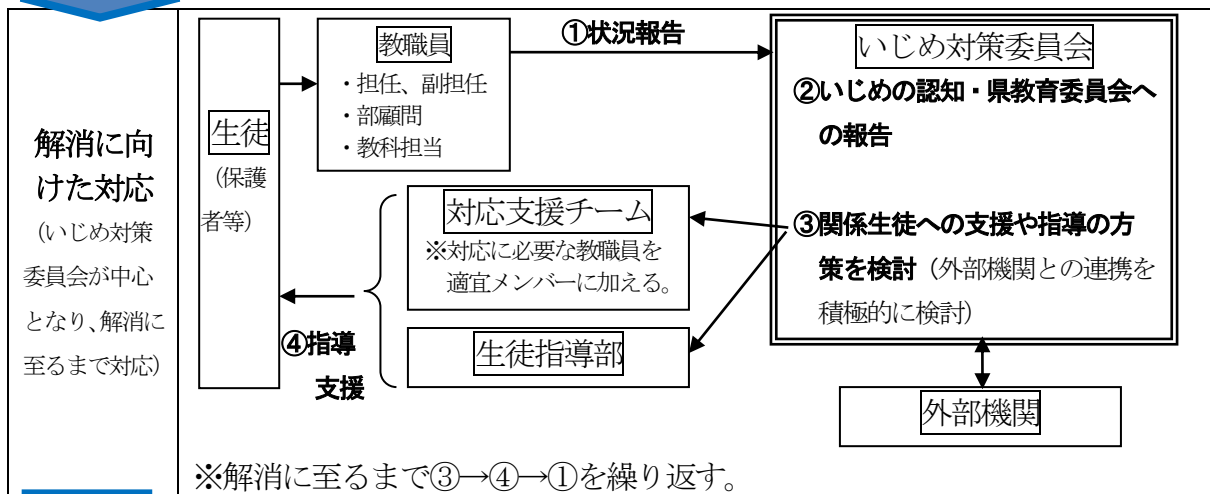 解消に向
けた対応
（いじめ対策
委員会が中心
となり、解消に
至るまで対応）
生徒
（保護
者等）
教職員
・担任、副担任
・部顧問
・教科担当
①状況報告
いじめ対策委員会
②いじめの認知・県教育委員会へ
の報告
③関係生徒への支援や指導の方
策を検討（外部機関との連携を
積極的に検討）
対応支援チーム
※対応に必要な教職員を
適宜メンバーに加える。
生徒指導部
④指導
支援
外部機関
※解消に至るまで③→④→①を繰り返す。